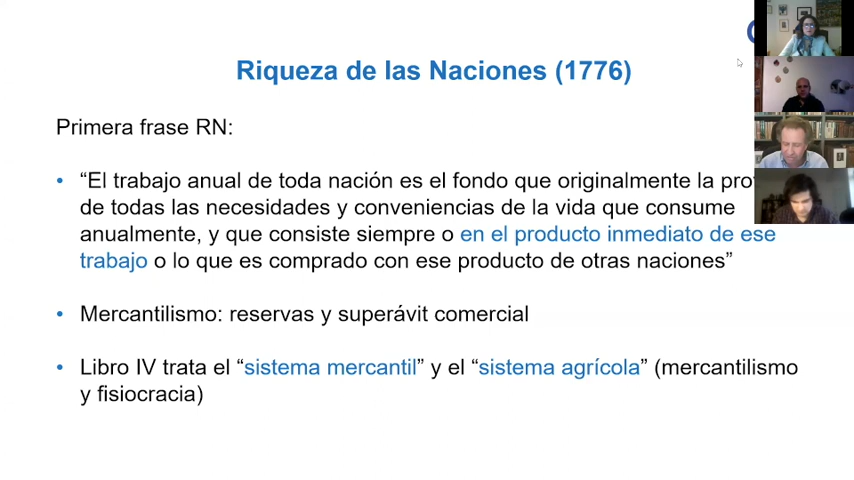 Riqueza de las Naciones (1776)
Primera frase RN:
• “El trabajo anual de toda nación es el fondo que originalmente la
de todas las necesidades y conveniencias de la vida que consume
anualmente, y que consiste siempre o en el producto inmediato de ese
trabajo o lo que es comprado con ese producto de otras naciones”
• Mercantilismo: reservas y superávit comercial
• Libro IV trata el “sistema mercantil” y el “sistema agrícola” (mercantilismo
y fisiocracia)